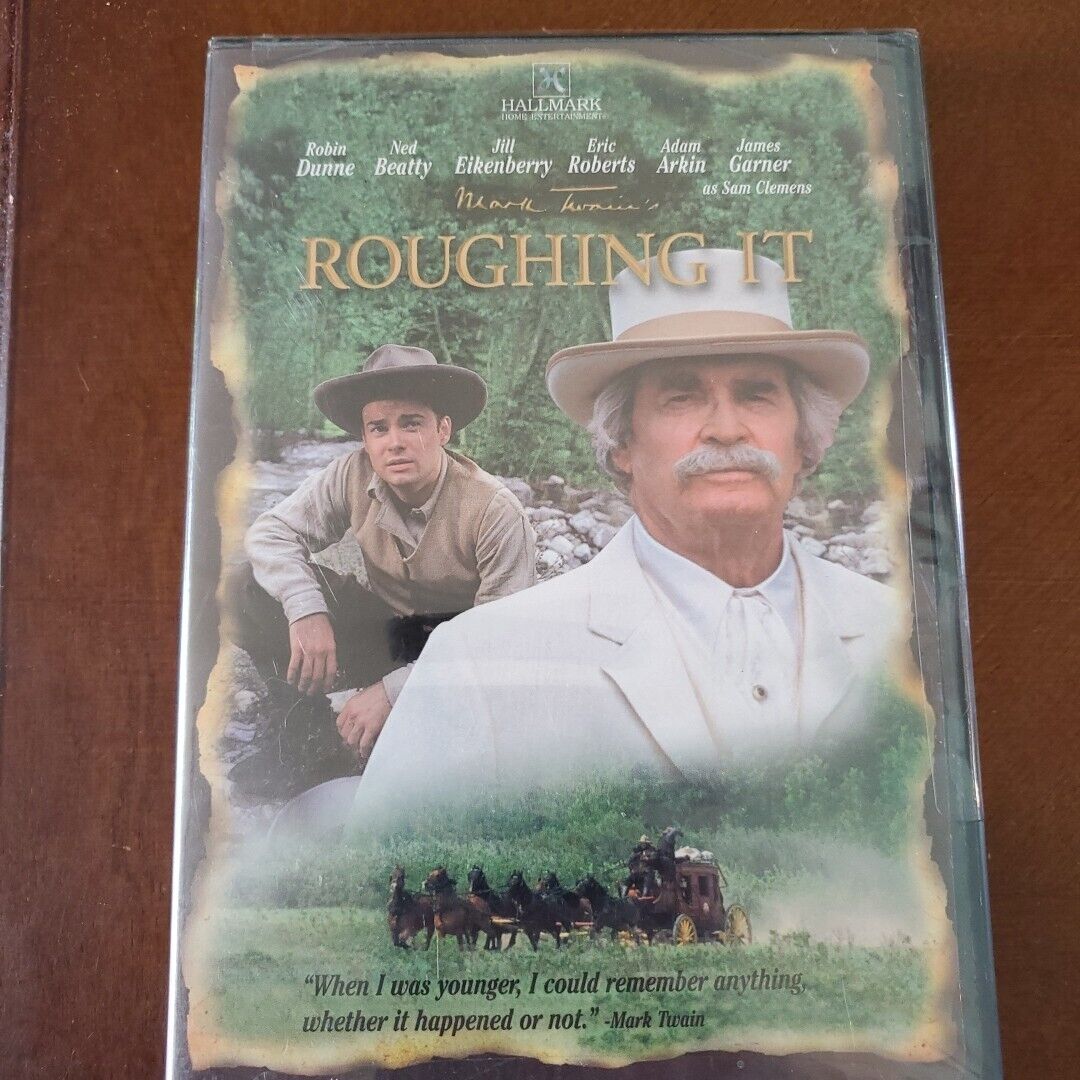 HALLMARK
HOME ENTERTAINMENT®
Robin Dunne Ned Beatty Jill Eikenberry Eric Roberts Adam Arkin James Garner
as Sam Clemens
Mark Twain's
ROUGHING IT
"When I was younger, I could remember anything,
whether it happened or not." -Mark Twain